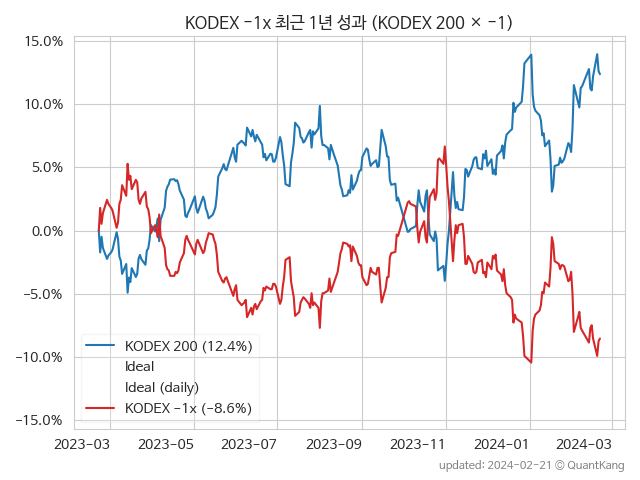 KODEX -1x 최근 1년 성과 (KODEX 200 × -1)
15.0%
10.0%
5.0%
0.0%
-5.0%
-10.0%
-15.0%
KODEX 200 (12.4%)
Ideal
Ideal (daily)
KODEX -1x (-8.6%)
2023-03 2023-05 2023-07 2023-09 2023-11 2024-01 2024-03
updated: 2024-02-21 © QuantKang